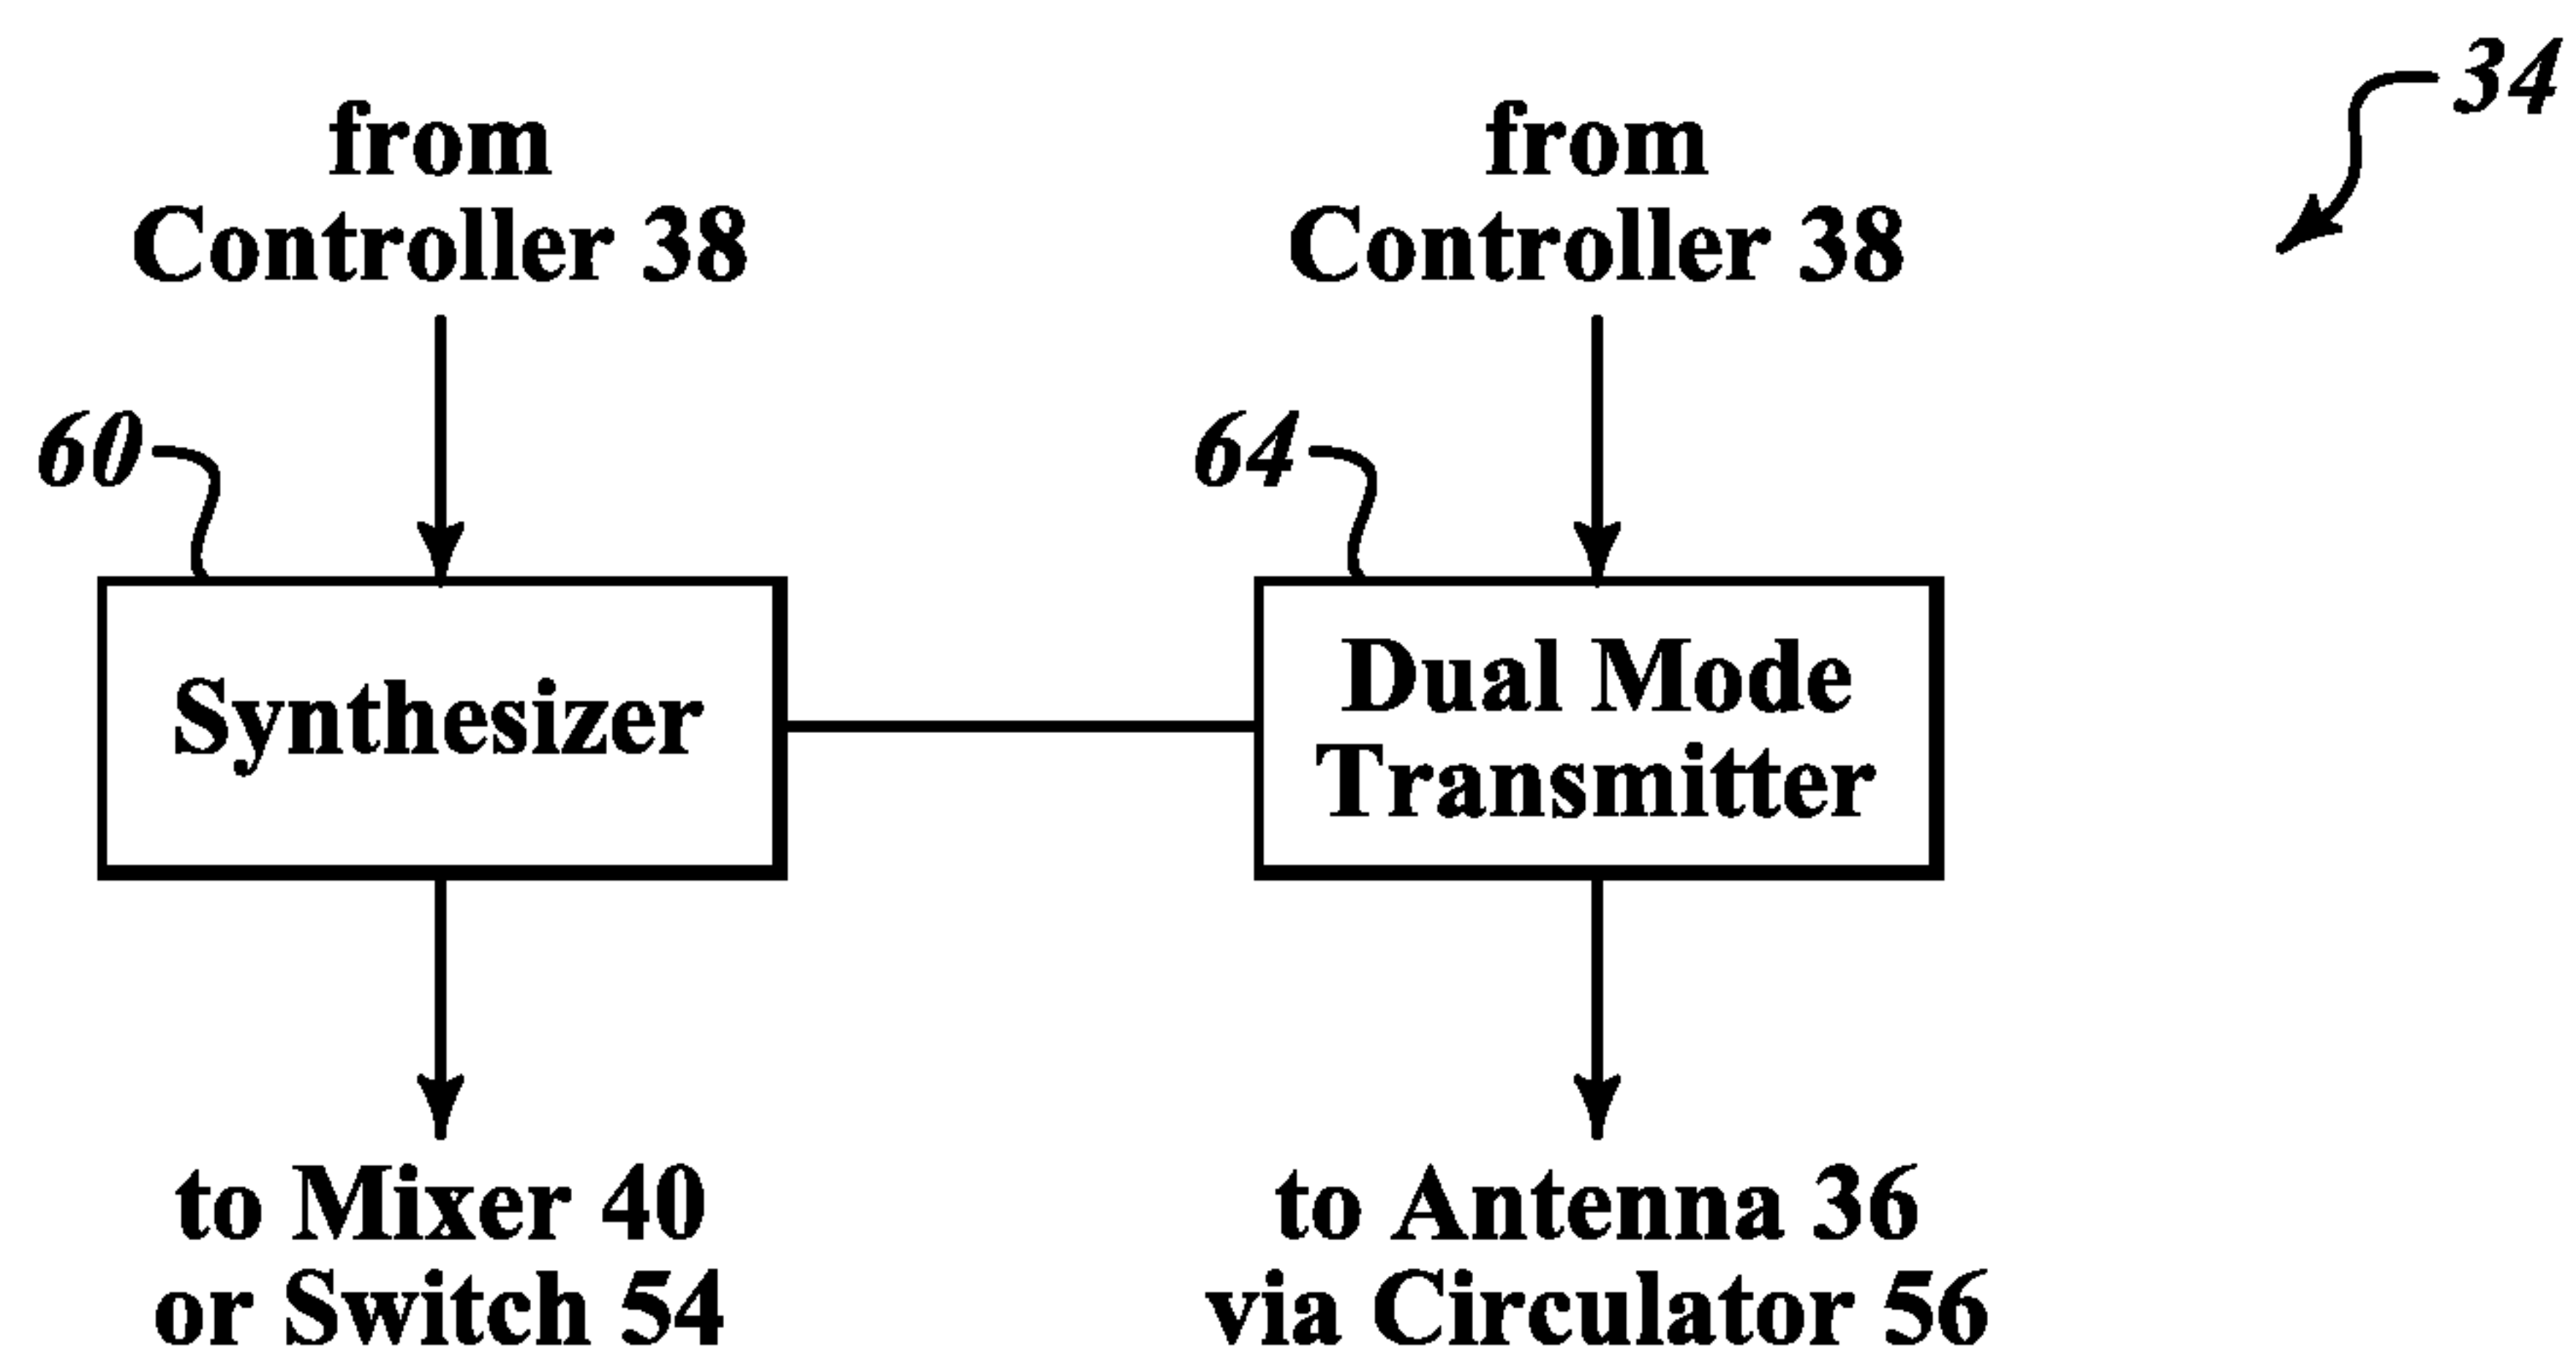 34
from
Controller 38
from
Controller 38
60
64
Synthesizer
Dual Mode
Transmitter
to Mixer 40
or Switch 54
to Antenna 36
via Circulator 56